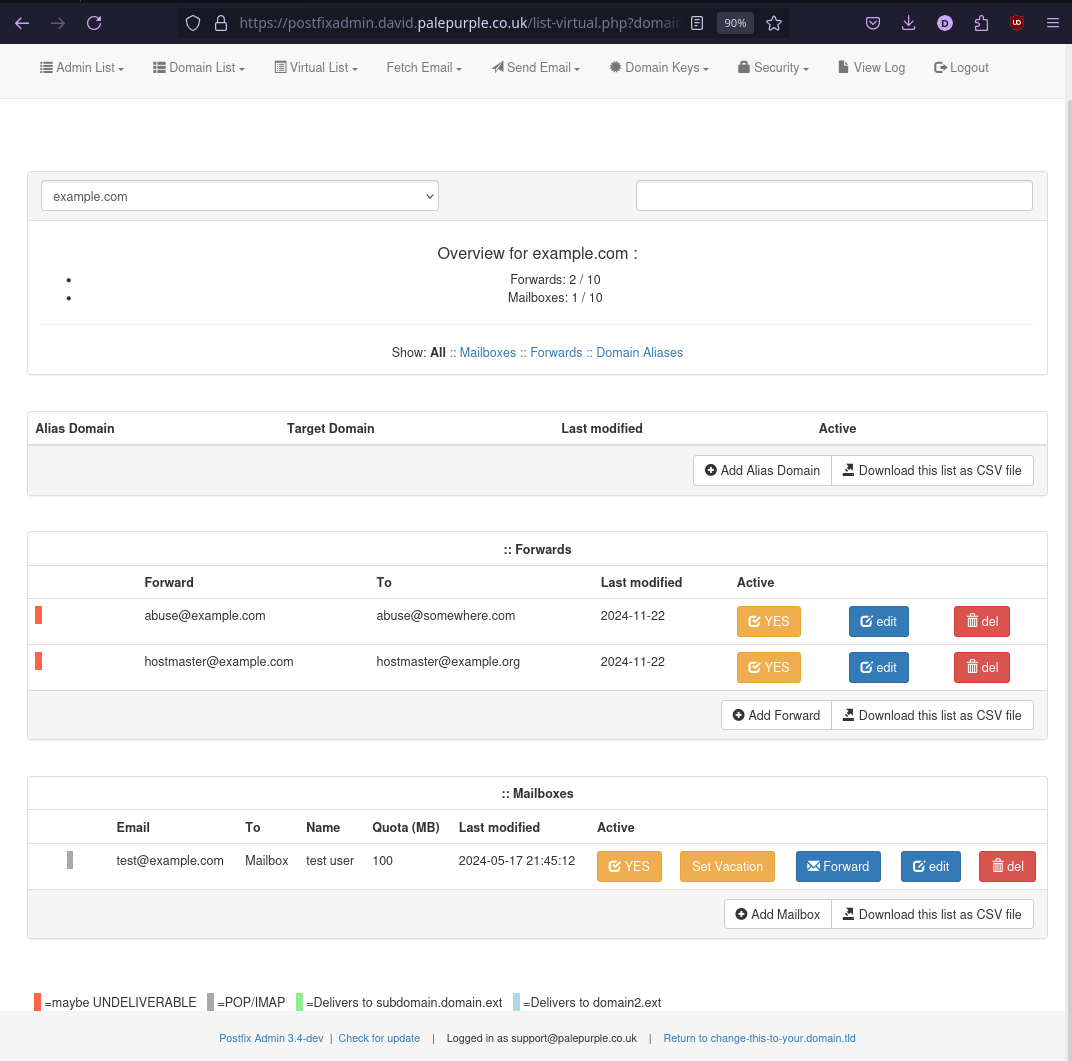 https://postfixadmin.david.palepurple.co.uk/list-virtual.php?domain 90% D
Admin List Domain List Virtual List Fetch Email Send Email Domain Keys Security View Log Logout
example.com
Overview for example.com :
• Forwards: 2 / 10
• Mailboxes: 1 / 10
Show: All :: Mailboxes :: Forwards :: Domain Aliases
Alias Domain Target Domain Last modified Active
Add Alias Domain Download this list as CSV file
:: Forwards
Forward To Last modified Active
abuse@example.com abuse@somewhere.com 2024-11-22 YES edit del
hostmaster@example.com hostmaster@example.org 2024-11-22 YES edit del
Add Forward Download this list as CSV file
:: Mailboxes
Email To Name Quota (MB) Last modified Active
test@example.com Mailbox test user 100 2024-05-17 21:45:12 YES Set Vacation Forward edit del
Add Mailbox Download this list as CSV file
=maybe UNDELIVERABLE =POP/IMAP =Delivers to subdomain.domain.ext =Delivers to domain2.ext
Postfix Admin 3.4-dev | Check for update | Logged in as support@palepurple.co.uk | Return to change-this-to-your.domain.tld